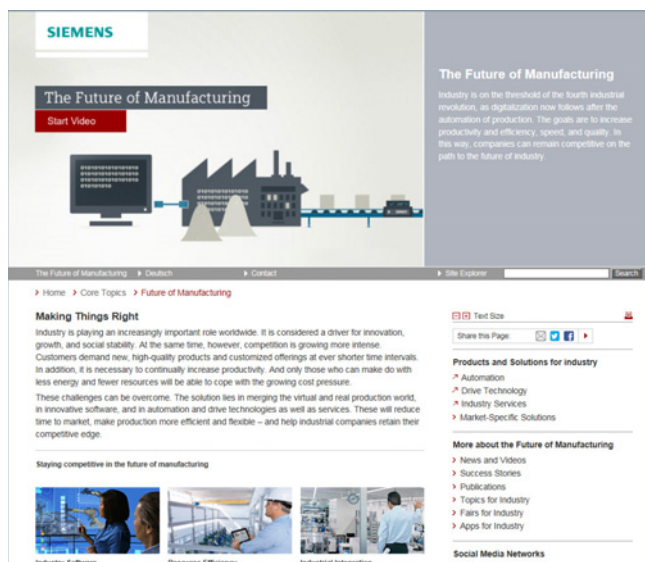 SIEMENS
The Future of Manufacturing
Start Video
The Future of Manufacturing
Industry is on the threshold of the fourth industrial
revolution, as digitalization now follows after the
automation of production. The goals are to increase
productivity and efficiency, speed, and quality. In
this way, companies can remain competitive on the
path to the future of industry.
The Future of Manufacturing
Deutsch
Contact
Site Explorer
Search
Home
Core Topics
Future of Manufacturing
Making Things Right
Industry is playing an increasingly important role worldwide. It is considered a driver for innovation,
growth, and social stability. At the same time, however, competition is growing more intense.
Customers demand new, high-quality products and customized offerings at ever shorter time intervals.
In addition, it is necessary to continually increase productivity. And only those who can make do with
less energy and fewer resources will be able to cope with the growing cost pressure.
These challenges can be overcome. The solution lies in merging the virtual and real production world,
in innovative software, and in automation and drive technologies as well as services. These will reduce
time to market, make production more efficient and flexible – and help industrial companies retain their
competitive edge.
Staying competitive in the future of manufacturing
Text Size
Share this Page:
Products and Solutions for industry
Automation
Drive Technology
Industry Services
Market-Specific Solutions
More about the Future of Manufacturing
News and Videos
Success Stories
Publications
Topics for Industry
Fairs for Industry
Apps for Industry
Social Media Networks